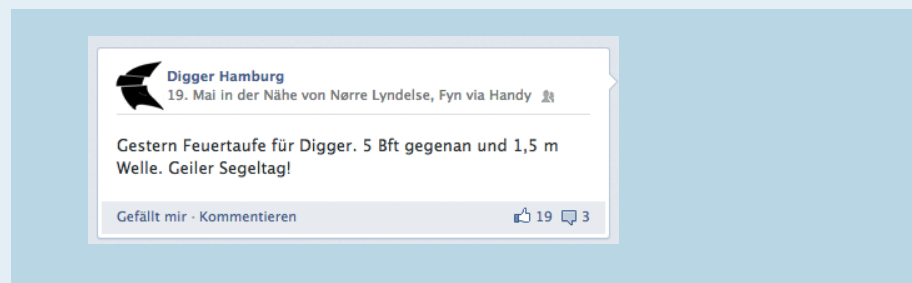 Digger Hamburg
19. Mai in der Nähe von Nørre Lyndelse, Fyn via Handy
Gestern Feuertaufe für Digger. 5 Bft gegenan und 1,5 m
Welle. Geiler Segeltag!
Gefällt mir · Kommentieren 19 3